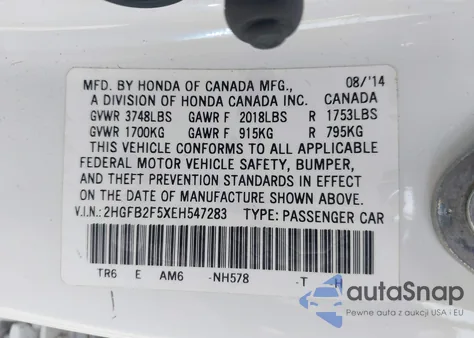 MFD. BY HONDA OF CANADA MFG., 08/'14
A DIVISION OF HONDA CANADA INC. CANADA
GVWR 3748LBS GAWR F 2018LBS R 1753LBS
GVWR 1700KG GAWR F 915KG R 795KG
THIS VEHICLE CONFORMS TO ALL APPLICABLE
FEDERAL MOTOR VEHICLE SAFETY, BUMPER,
AND THEFT PREVENTION STANDARDS IN EFFECT
ON THE DATE OF MANUFACTURE SHOWN ABOVE.
V.I.N.: 2HGFB2F5XEH547283 TYPE: PASSENGER CAR
TR6 E AM6 -NH578 -T H
autoSnap
Pewne auto z aukcji USA i EU